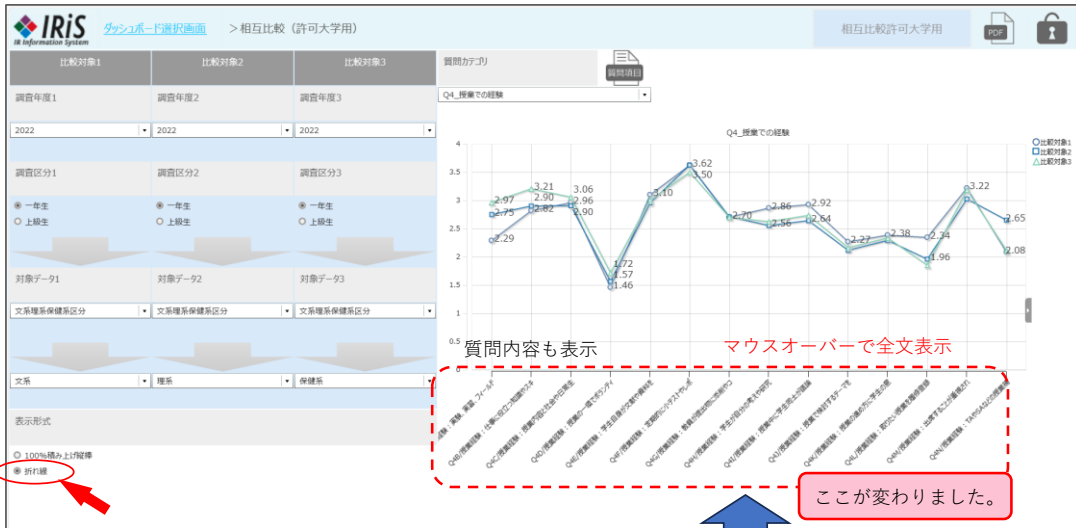 IRiS
IR Information System
ダッシュボード選択画面
>相互比較（許可大学用）
相互比較許可大学用
PDF
比較対象1
比較対象2
比較対象3
質問カテゴリ
質問項目
調査年度1
調査年度2
調査年度3
Q4_授業での経験
2022
2022
2022
Q4_授業での経験
比較対象1
比較対象2
比較対象3
調査区分1
調査区分2
調査区分3
一年生
一年生
一年生
上級生
上級生
上級生
対象データ1
対象データ2
対象データ3
文系理系保健系区分
文系理系保健系区分
文系理系保健系区分
文系
理系
保健系
表示形式
100%積み上げ縦棒
折れ線
4
3.5
3
2.5
2
1.5
1
0.5
0
2.97
2.75
2.29
3.21
2.90
2.82
3.06
2.96
2.90
1.72
1.57
1.46
3.10
3.62
3.50
2.70
2.86
2.56
2.92
2.64
2.27
2.38
2.34
1.96
3.22
2.65
2.08
質問内容も表示
マウスオーバーで全文表示
ここが変わりました。